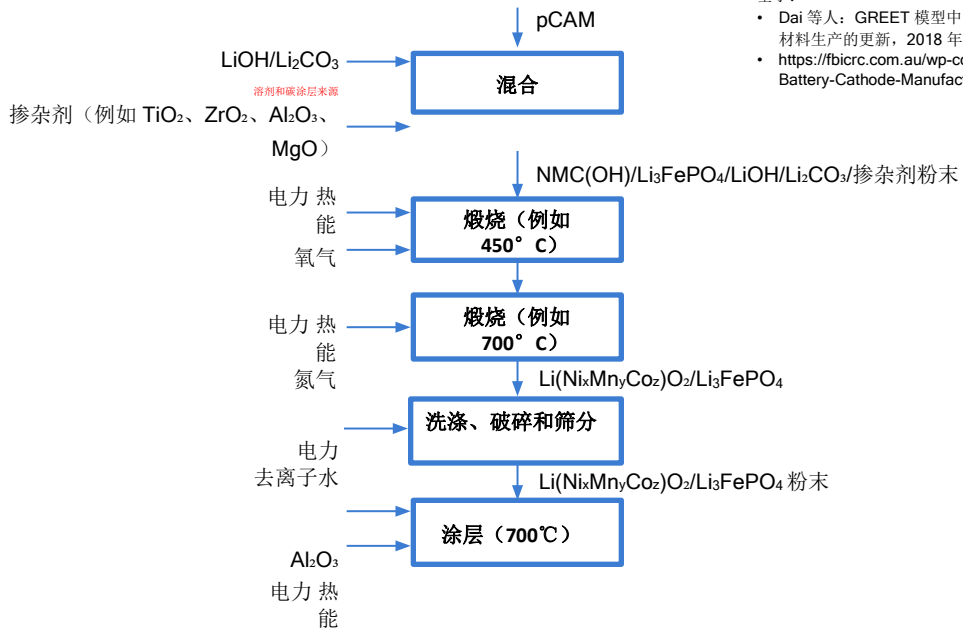 pCAM
• Dai 等人：GREET 模型中
材料生产的更新，2018 年
• https://fbicrc.com.au/wp-co
Battery-Cathode-Manufact
LiOH/Li₂CO₃
混合
溶剂和碳涂层来源
掺杂剂（例如 TiO₂、ZrO₂、Al₂O₃、
MgO）
NMC(OH)/Li₃FePO₄/LiOH/Li₂CO₃/掺杂剂粉末
电力 热
能
氧气
煅烧（例如
450°C）
电力 热
能
氮气
煅烧（例如
700°C）
Li(NiₓMnᵧCo₂)O₂/Li₃FePO₄
洗涤、破碎和筛分
电力
去离子水
Li(NiₓMnᵧCo₂)O₂/Li₃FePO₄ 粉末
涂层（700℃）
Al₂O₃
电力 热
能